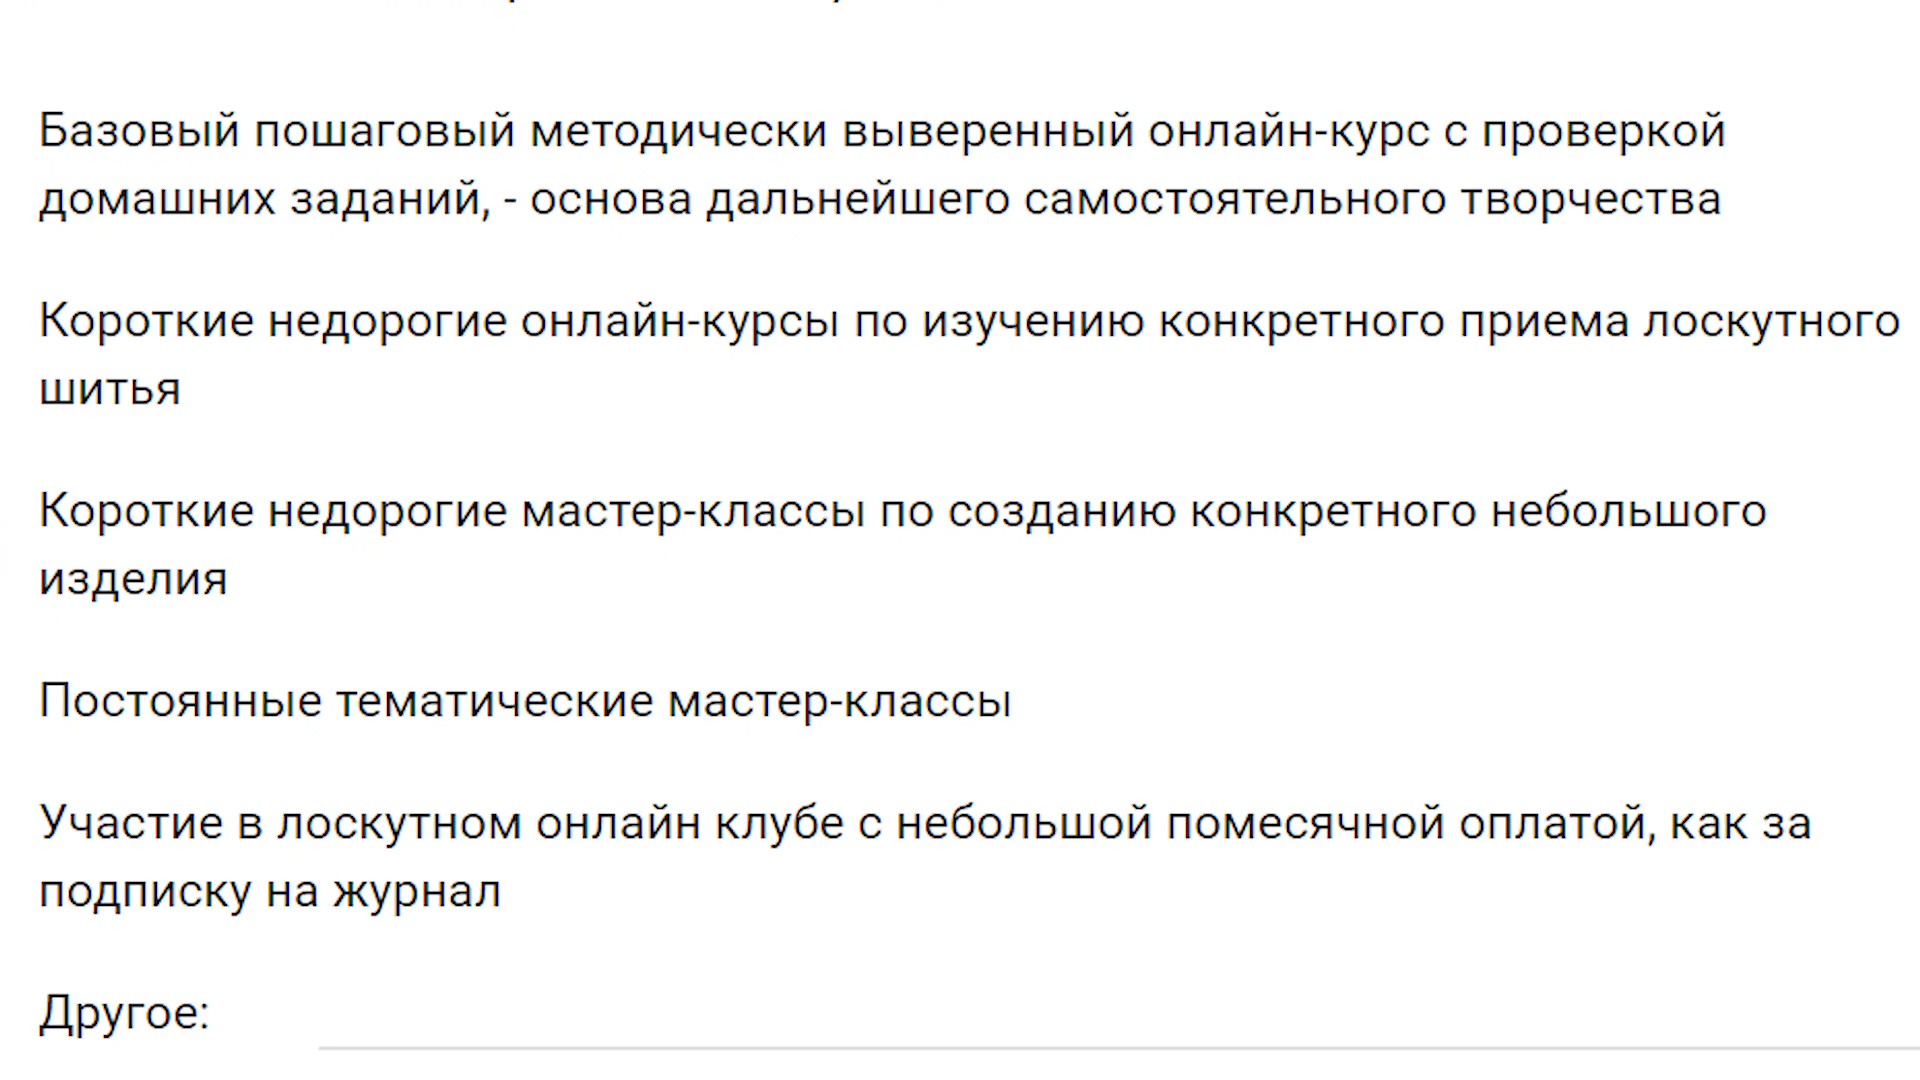 Базовый пошаговый методически выверенный онлайн-курс с проверкой
домашних заданий, - основа дальнейшего самостоятельного творчества
Короткие недорогие онлайн-курсы по изучению конкретного приема лоскутного
шитья
Короткие недорогие мастер-классы по созданию конкретного небольшого
изделия
Постоянные тематические мастер-классы
Участие в лоскутном онлайн клубе с небольшой помесячной оплатой, как за
подписку на журнал
Другое: